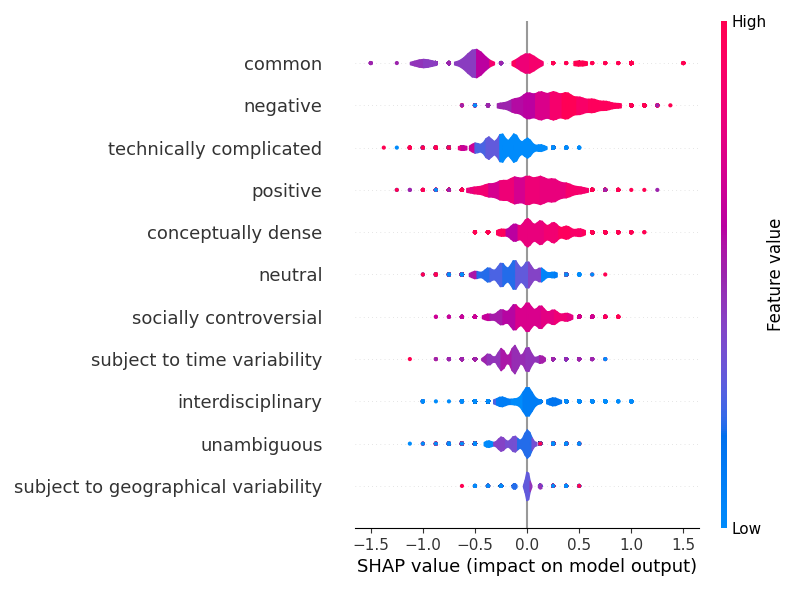 High
common
negative
technically complicated
positive
conceptually dense
neutral
socially controversial
subject to time variability
interdisciplinary
unambiguous
subject to geographical variability
Feature value
Low
−1.5 −1.0 −0.5 0.0 0.5 1.0 1.5
SHAP value (impact on model output)